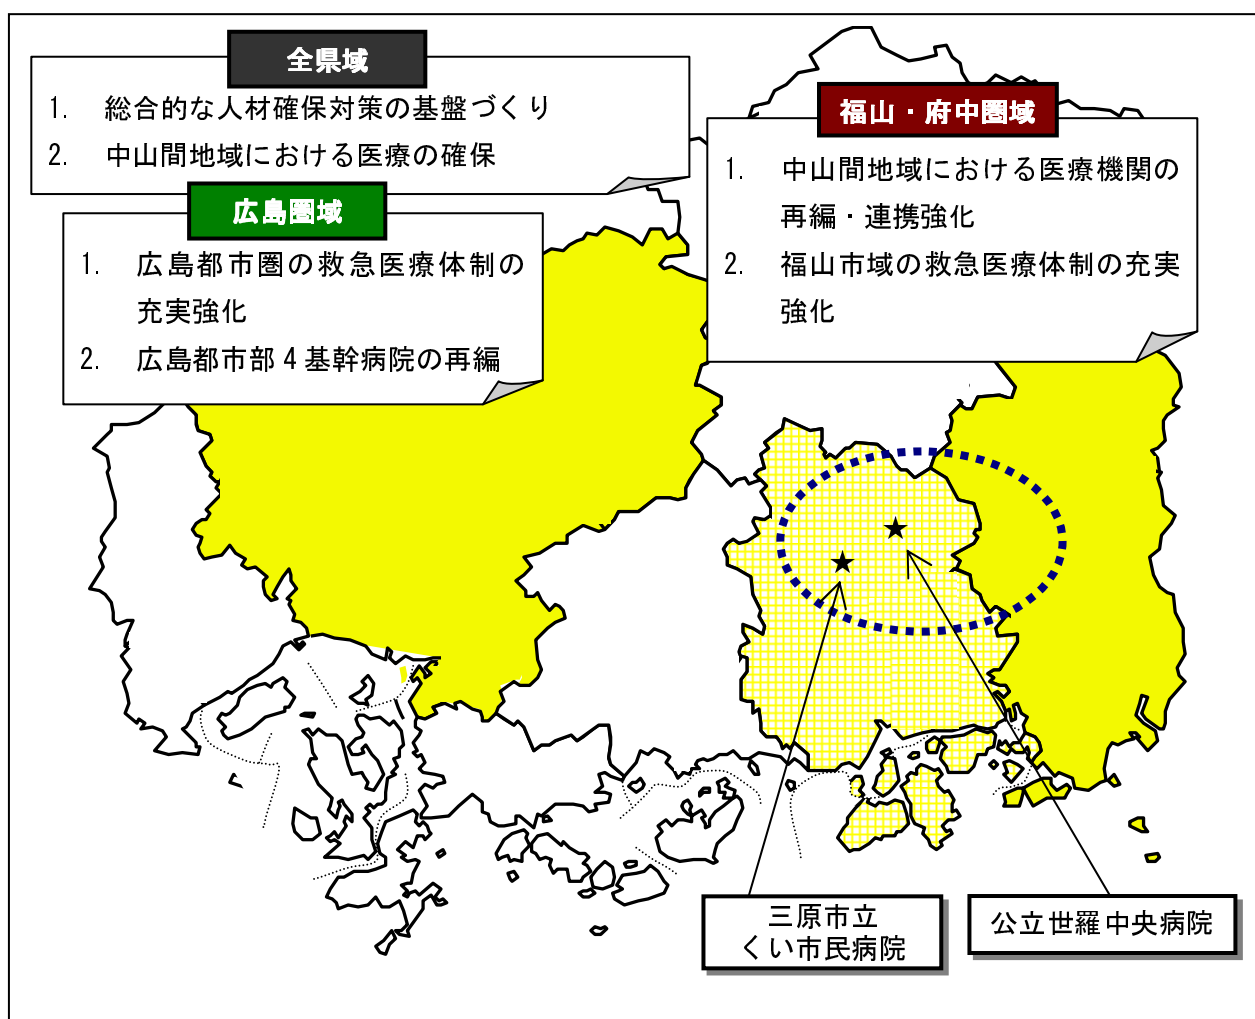 全県域
1. 総合的な人材確保対策の基盤づくり
2. 中山間地域における医療の確保
広島圏域
1. 広島都市圏の救急医療体制の
充実強化
2. 広島都市部4基幹病院の再編
福山・府中圏域
1. 中山間地域における医療機関の
再編・連携強化
2. 福山市域の救急医療体制の充実
強化
三原市立
くい市民病院
公立世羅中央病院